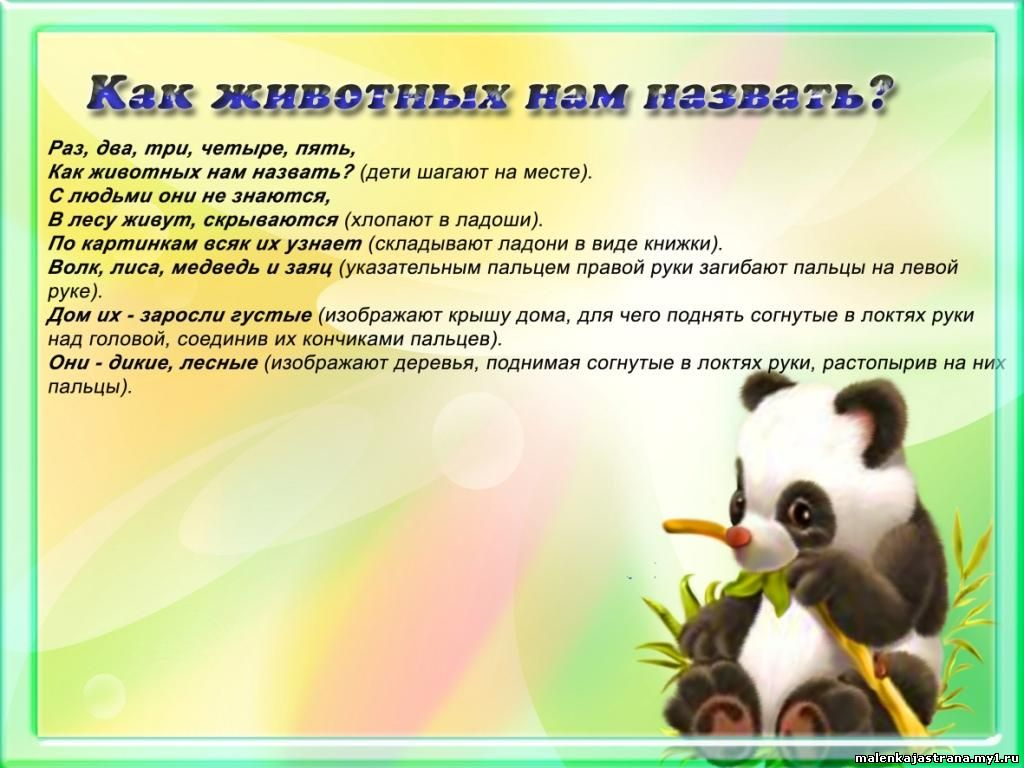 Как животных нам назвать?
Раз, два, три, четыре, пять,
Как животных нам назвать? (дети шагают на месте).
С людьми они не знаются,
В лесу живут, скрываются (хлопают в ладоши).
По картинкам всяк их узнает (складывают ладони в виде книжки).
Волк, лиса, медведь и заяц (указательным пальцем правой руки загибают пальцы на левой
руке).
Дом их - заросли густые (изображают крышу дома, для чего поднять согнутые в локтях руки
над головой, соединив их кончиками пальцев).
Они - дикие, лесные (изображают деревья, поднимая согнутые в локтях руки, растопырив на них
пальцы).
malenkajastrana.my1.ru